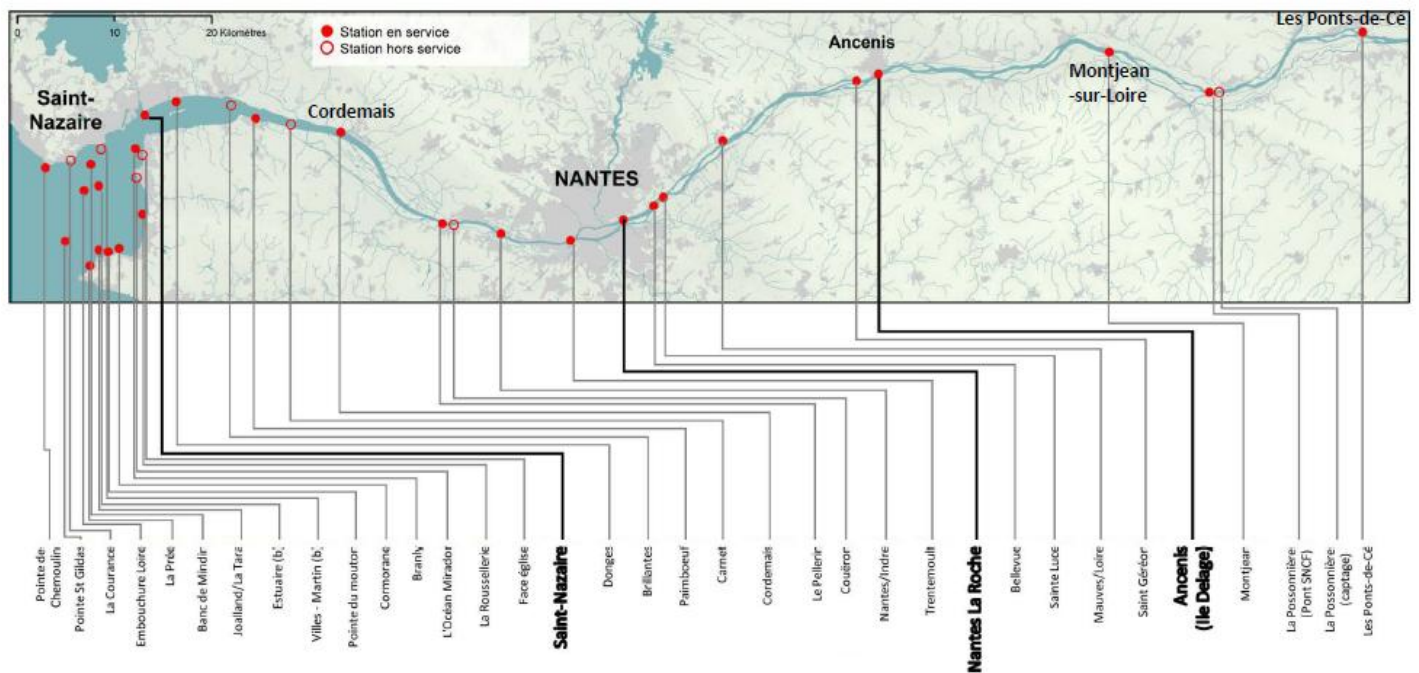 0 10 20 Kilomètres
Station en service
Station hors service
Saint-
Nazaire
Cordemais
NANTES
Ancenis
Montjean
-sur-Loire
Les Ponts-de-Cé
Pointe de
Chemoulin
Pointe St Gildas
La Courance
Embouchure Loire
La Prée
Banc de Mindin
Joalland/La Tara
Estuaire (b)
Villes - Martin (b)
Pointe du mouton
Cormorane
Branly
L'Océan Mirador
La Roussellerie
Face église
Saint-Nazaire
Donges
Brillantes
Paimboeuf
Carnet
Cordemais
Le Pellerin
Couëron
Nantes/Indre
Trentemoult
Nantes La Roche
Bellevue
Sainte Luce
Mauves/Loire
Saint Géréon
Ancenis
(Ile Delage)
Montjean
La Possonnière
(Pont SNCF)
La Possonnière
(captage)
Les Ponts-de-Cé